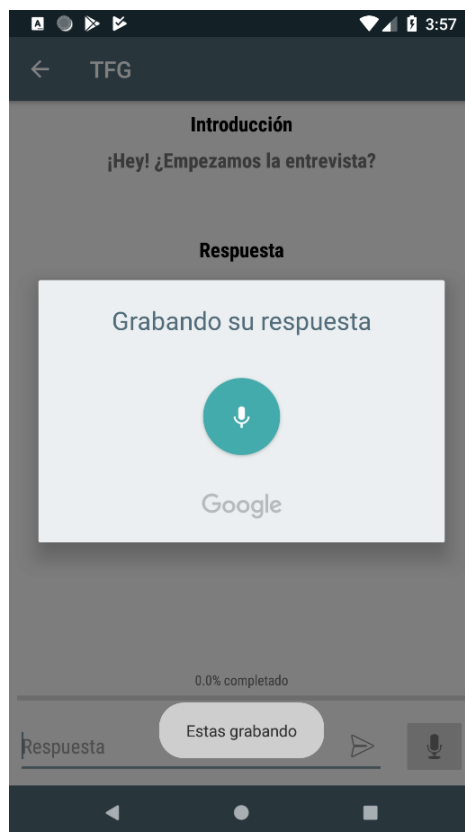 3:57
TFG
Introducción
¡Hey! ¿Empezamos la entrevista?
Respuesta
Grabando su respuesta
Google
0.0% completado
Estas grabando
Respuesta